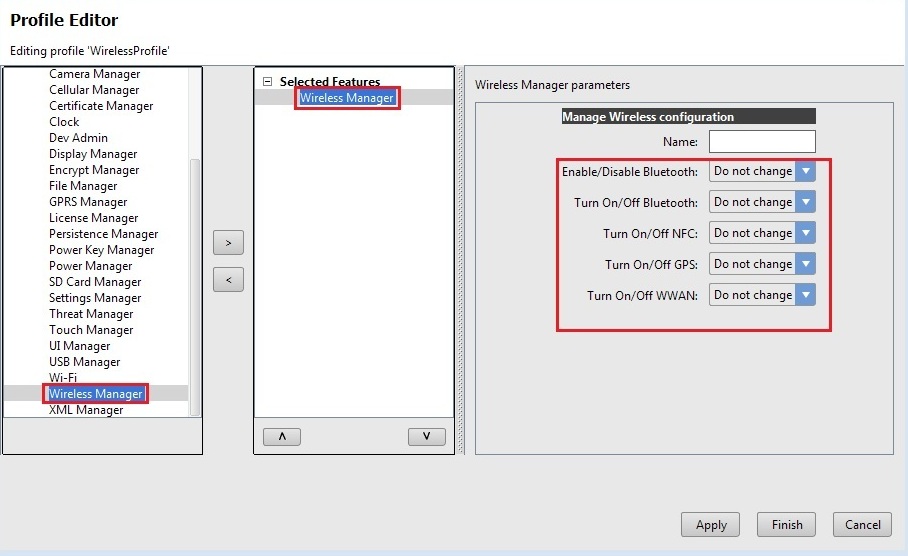 Profile Editor
Editing profile 'WirelessProfile'
Camera Manager
Cellular Manager
Certificate Manager
Clock
Dev Admin
Display Manager
Encrypt Manager
File Manager
GPRS Manager
License Manager
Persistence Manager
Power Key Manager
Power Manager
SD Card Manager
Settings Manager
Threat Manager
Touch Manager
UI Manager
USB Manager
Wi-Fi
Wireless Manager
XML Manager
>
<
Selected Features
Wireless Manager
Λ
V
Wireless Manager parameters
Manage Wireless configuration
Name:
Enable/Disable Bluetooth: Do not change
Turn On/Off Bluetooth: Do not change
Turn On/Off NFC: Do not change
Turn On/Off GPS: Do not change
Turn On/Off WWAN: Do not change
Apply Finish Cancel